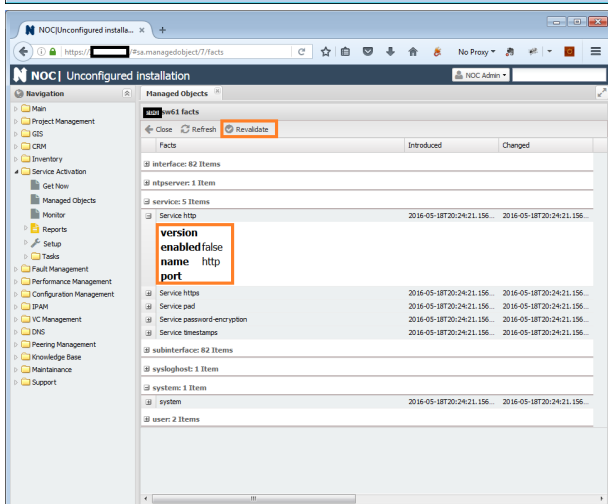 NOC|Unconfigured installa...
https://
/#sa.managedobject/7/facts
No Proxy
NOC| Unconfigured installation
NOC Admin
Navigation
Managed Objects
Main
Project Management
GIS
CRM
Inventory
Service Activation
Get Now
Managed Objects
Monitor
Reports
Setup
Tasks
Fault Management
Performance Management
Configuration Management
IPAM
VC Management
DNS
Peering Management
Knowledge Base
Maintainance
Support
sw61 facts
Close Refresh Revalidate
Facts Introduced Changed
interface: 82 Items
ntpserver: 1 Item
service: 5 Items
Service http 2016-05-18T20:24:21.156... 2016-05-18T20:24:21.156...
version
enabled false
name http
port
Service https 2016-05-18T20:24:21.156... 2016-05-18T20:24:21.156...
Service pad 2016-05-18T20:24:21.156... 2016-05-18T20:24:21.156...
Service password-encryption 2016-05-18T20:24:21.156... 2016-05-18T20:24:21.156...
Service timestamps 2016-05-18T20:24:21.156... 2016-05-18T20:24:21.156...
subinterface: 82 Items
sysloghost: 1 Item
system: 1 Item
system 2016-05-18T20:24:21.156... 2016-05-18T20:24:21.156...
user: 2 Items